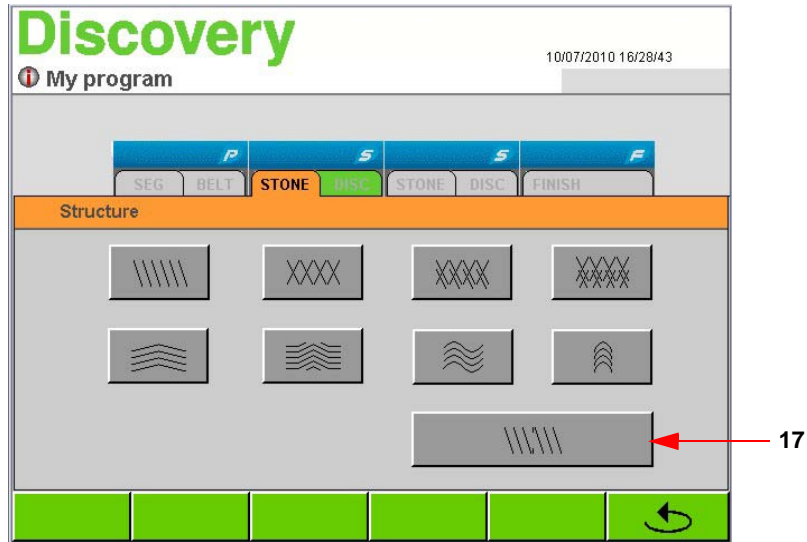 Discovery
10/07/2010 16/28/43
i My program
P S S F
SEG BELT STONE DISC STONE DISC FINISH
Structure
17